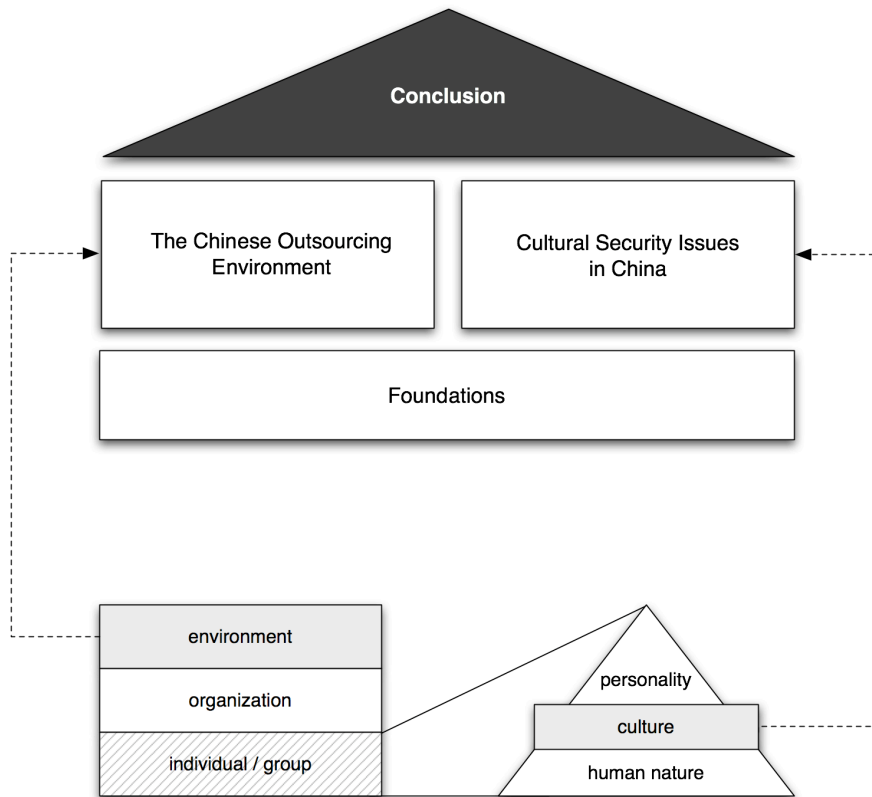 Conclusion
The Chinese Outsourcing
Environment
Cultural Security Issues
in China
Foundations
environment
organization
individual / group
personality
culture
human nature